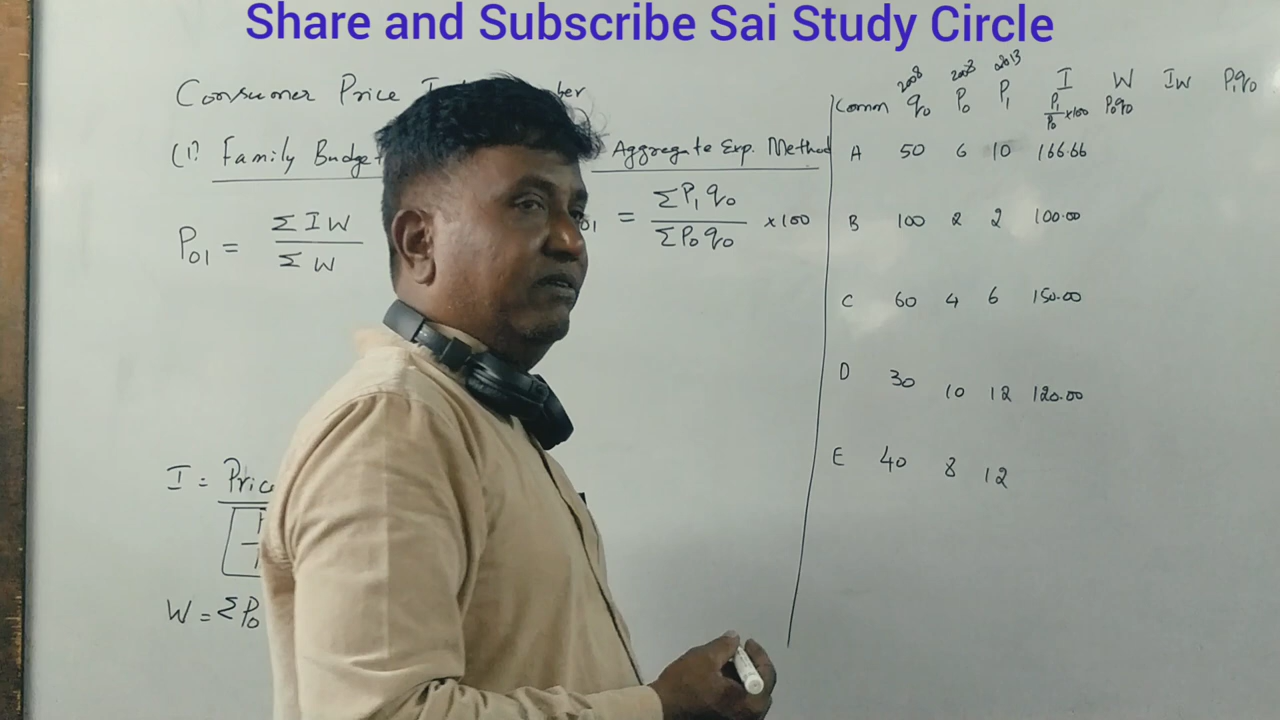 Share and Subscribe Sai Study Circle
Consumer Price
(1) Family Budget
Aggregate Exp. Method
P01 = ΣIW / ΣW
01 = ΣP1q0 / ΣP0q0 ×100
I = Price
W = ΣP0
2008 2008 2013
Comm q0 P0 P1 I W IW P1q0
P1/P0 ×100 P0q0
A 50 6 10 166.66
B 100 2 2 100.00
C 60 4 6 150.00
D 30 10 12 120.00
E 40 8 12